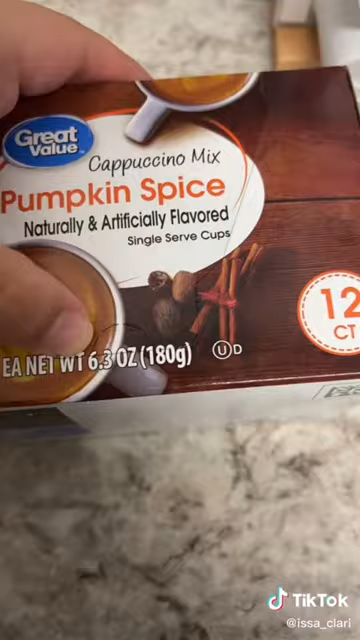 Great
Value™
Cappuccino Mix
Pumpkin Spice
Naturally & Artificially Flavored
Single Serve Cups
12
CT
EA NET WT 6.3 OZ (180g)
U D
TikTok
@issa_clari